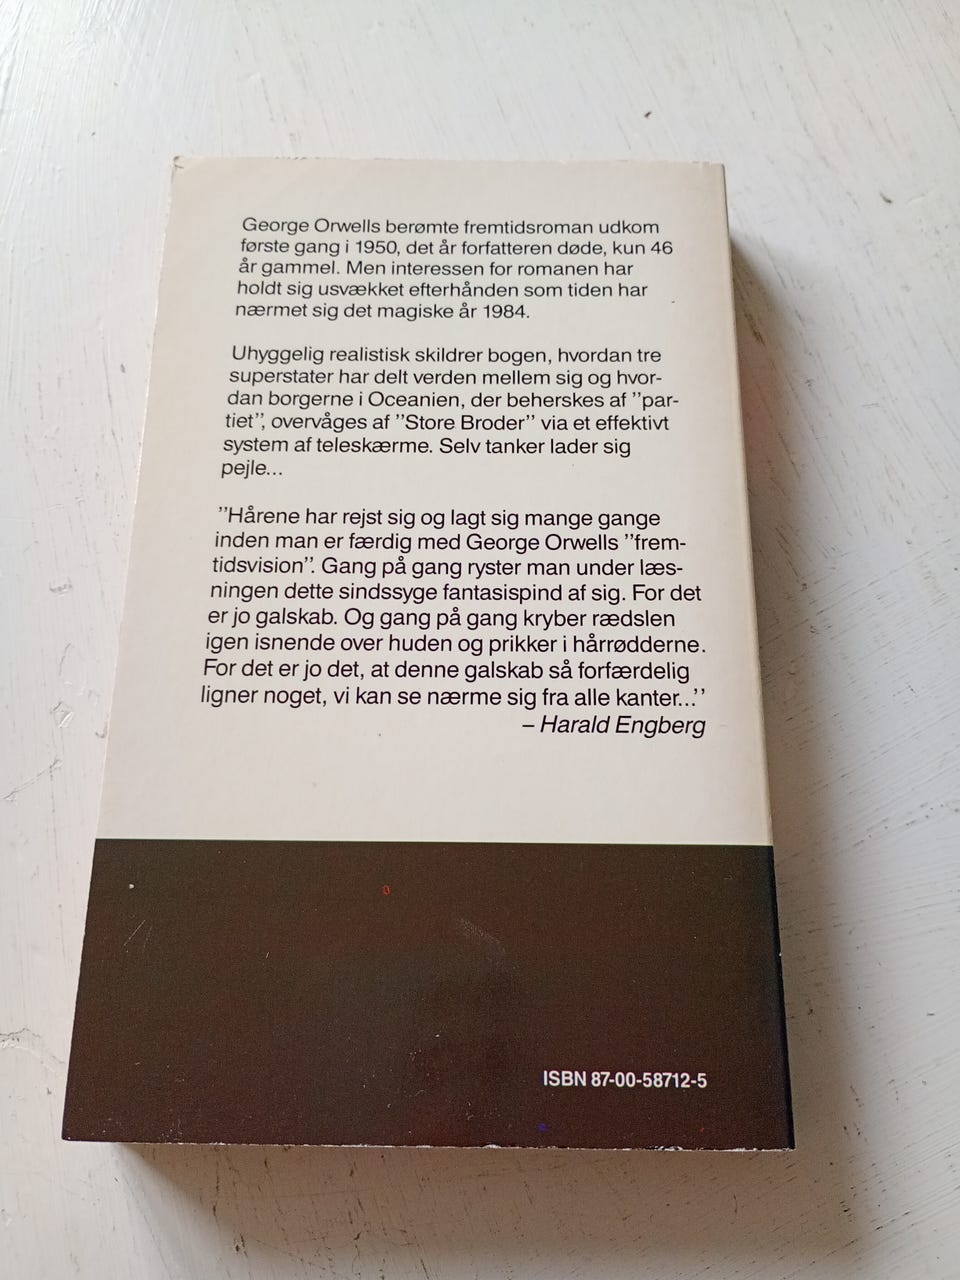 George Orwells berømte fremtidsroman udkom
første gang i 1950, det år forfatteren døde, kun 46
år gammel. Men interessen for romanen har
holdt sig usvækket efterhånden som tiden har
nærmet sig det magiske år 1984.
Uhyggelig realistisk skildrer bogen, hvordan tre
superstater har delt verden mellem sig og hvor-
dan borgerne i Oceanien, der beherskes af ”par-
tiet”, overvåges af ”Store Broder” via et effektivt
system af teleskærme. Selv tanker lader sig
pejle...
”Hårene har rejst sig og lagt sig mange gange
inden man er færdig med George Orwells ”frem-
tidsvision”. Gang på gang ryster man under læs-
ningen dette sindssyge fantasispind af sig. For det
er jo galskab. Og gang på gang kryber rædslen
igen isnende over huden og prikker i hårrødderne.
For det er jo det, at denne galskab så forfærdelig
ligner noget, vi kan se nærme sig fra alle kanter...”
– Harald Engberg
ISBN 87-00-58712-5